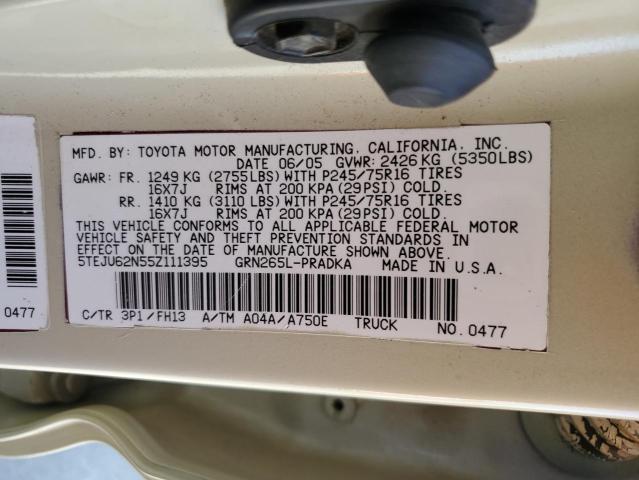 MFD. BY: TOYOTA MOTOR MANUFACTURING, CALIFORNIA, INC.
DATE 06/05 GVWR: 2426 KG (5350LBS)
GAWR: FR. 1249 KG (2755 LBS) WITH P245/75R16 TIRES
16X7J RIMS AT 200 KPA (29 PSI) COLD.
RR. 1410 KG (3110 LBS) WITH P245/75R16 TIRES
16X7J RIMS AT 200 KPA (29 PSI) COLD.
THIS VEHICLE CONFORMS TO ALL APPLICABLE FEDERAL MOTOR
VEHICLE SAFETY AND THEFT PREVENTION STANDARDS IN
EFFECT ON THE DATE OF MANUFACTURE SHOWN ABOVE.
5TEJU62N55Z111395 GRN265L-PRADKA MADE IN U.S.A.
C/TR 3P1/FH13 A/TM A04A/A750E TRUCK NO. 0477
0477